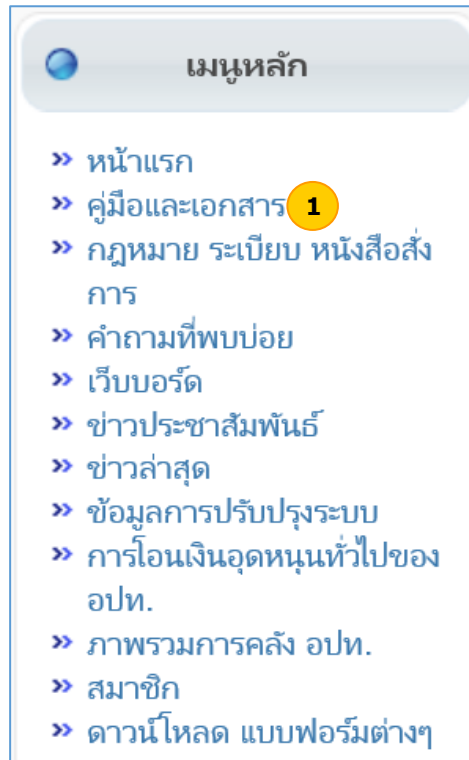 เมนูหลัก
หน้าแรก
คู่มือและเอกสาร 1
กฎหมาย ระเบียบ หนังสือสั่ง
การ
คำถามที่พบบ่อย
เว็บบอร์ด
ข่าวประชาสัมพันธ์
ข่าวล่าสุด
ข้อมูลการปรับปรุงระบบ
การโอนเงินอุดหนุนทั่วไปของ
อปท.
ภาพรวมการคลัง อปท.
สมาชิก
ดาวน์โหลด แบบฟอร์มต่างๆ